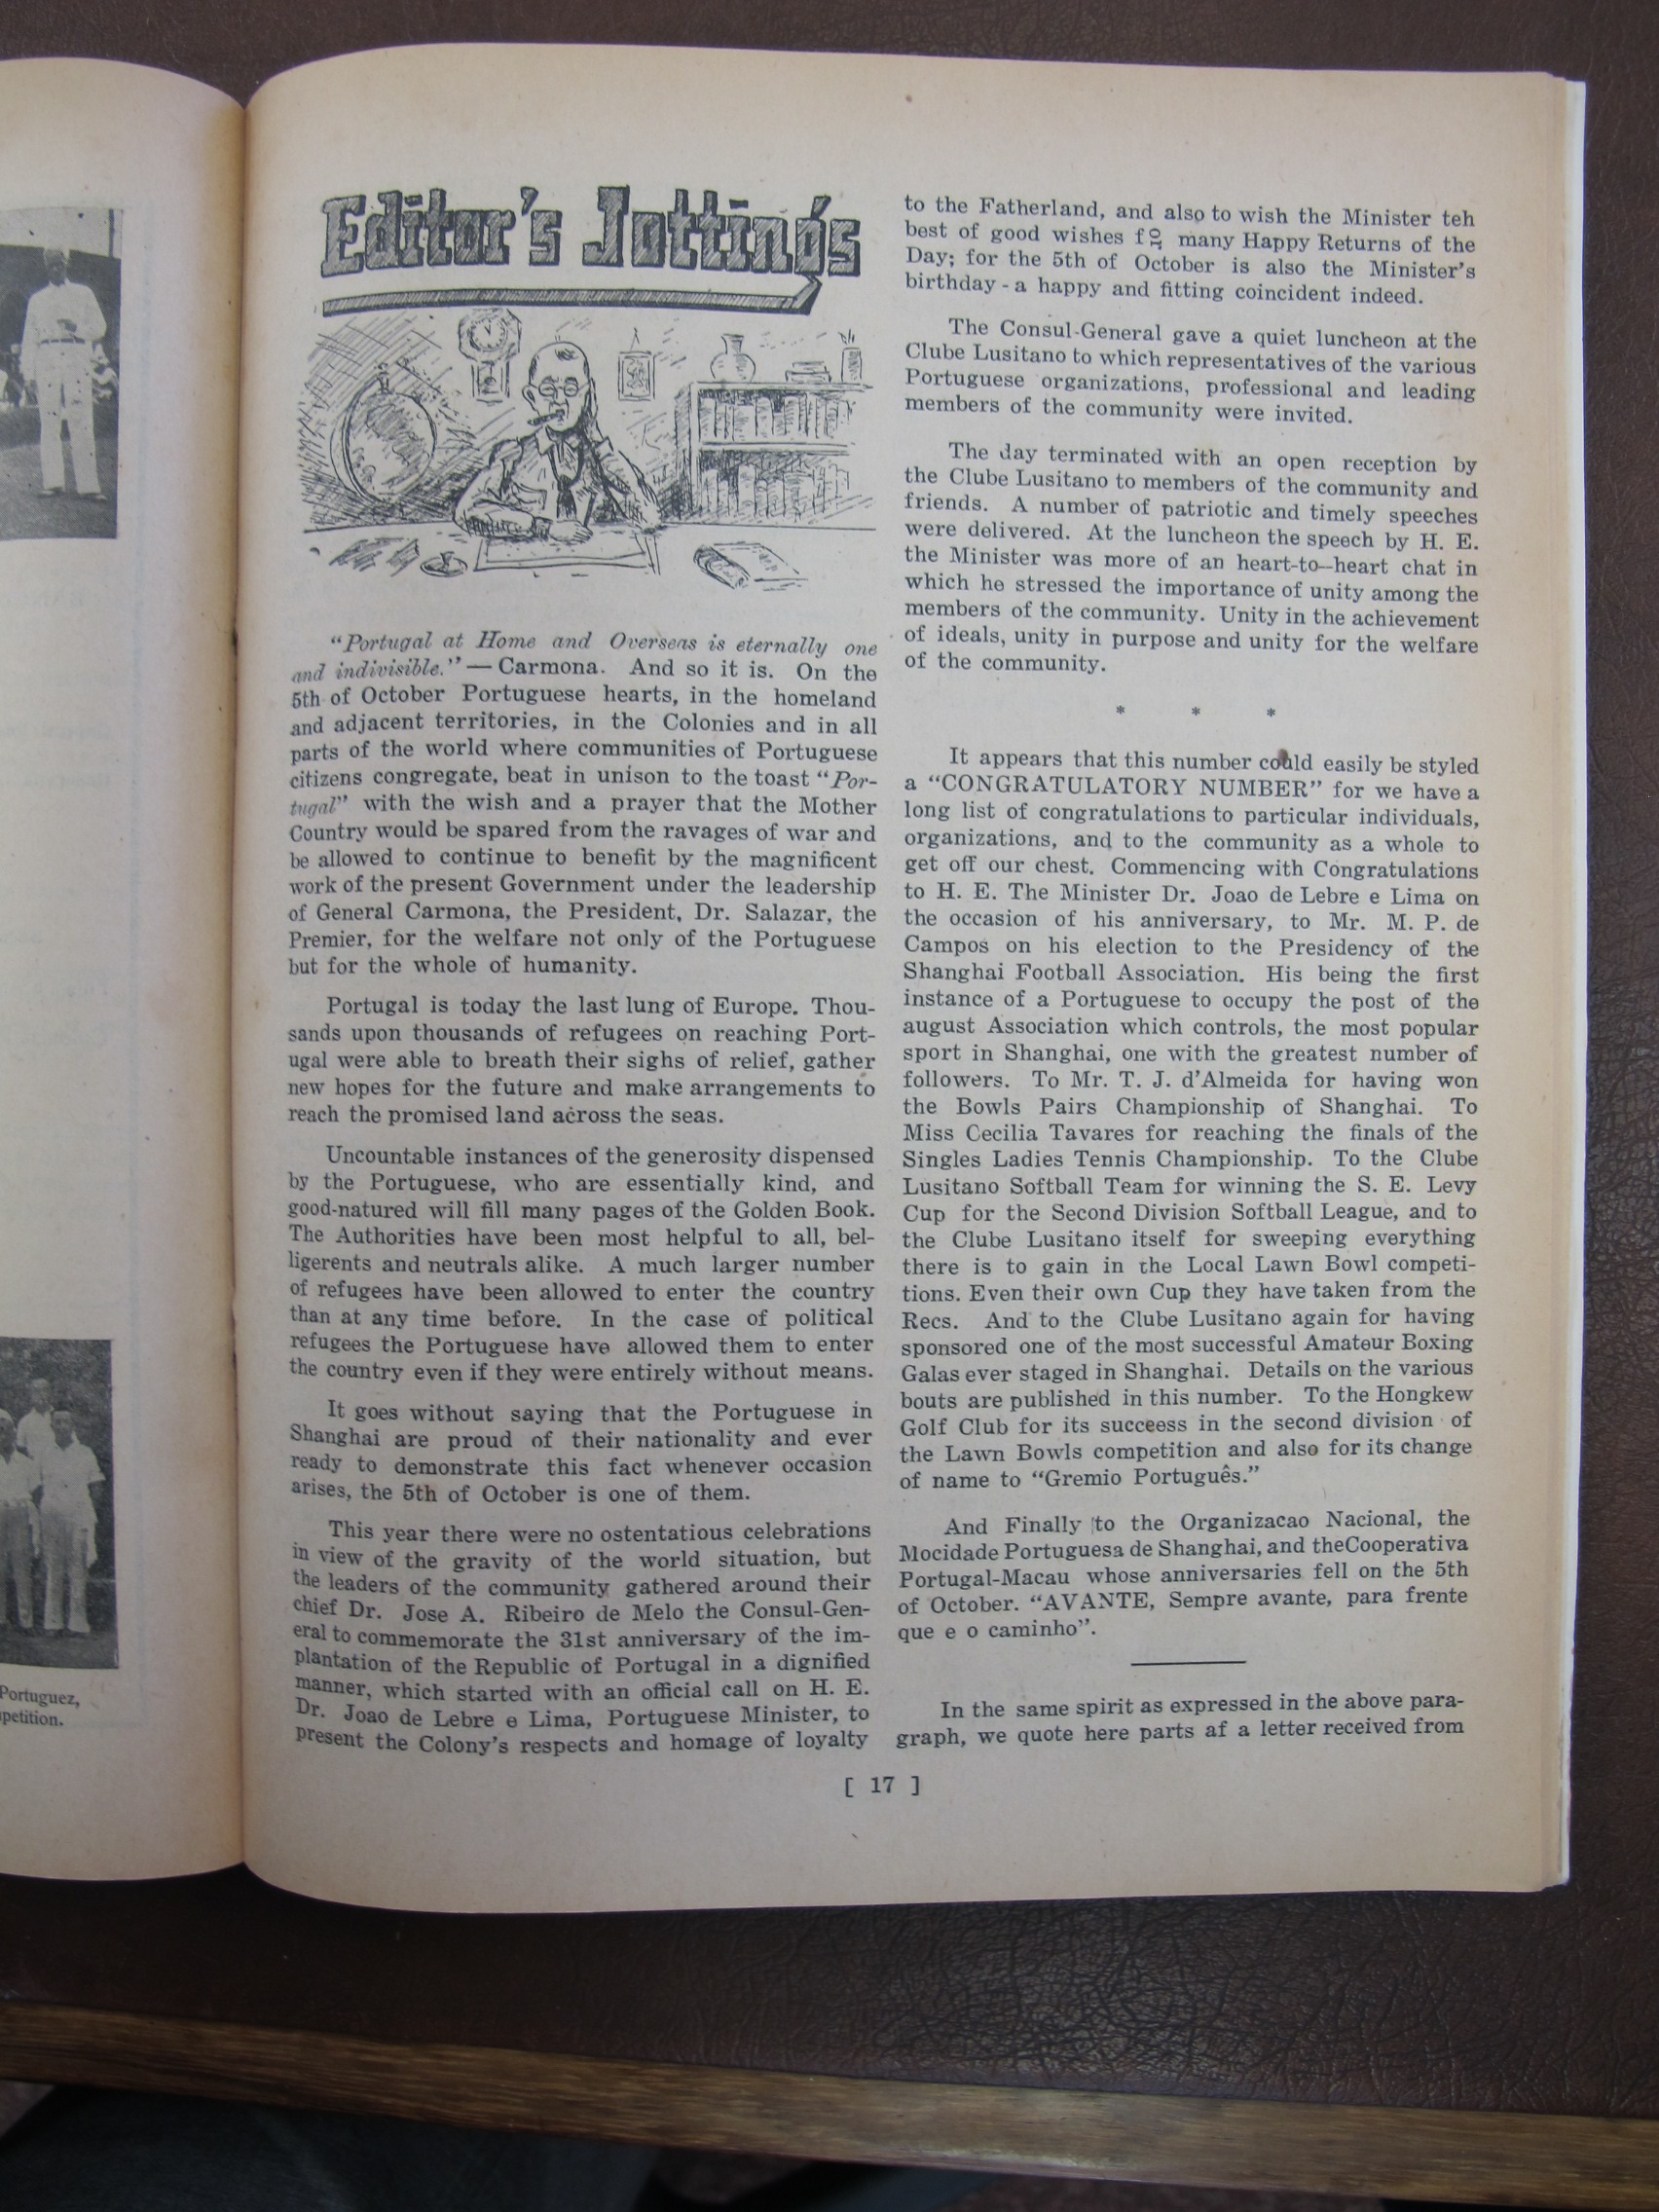 Portuguez,
petition.
Editor's Jottings
"Portugal at Home and Overseas is eternally one
and indivisible." — Carmona. And so it is. On the
5th of October Portuguese hearts, in the homeland
and adjacent territories, in the Colonies and in all
parts of the world where communities of Portuguese
citizens congregate, beat in unison to the toast "Por-
tugal" with the wish and a prayer that the Mother
Country would be spared from the ravages of war and
be allowed to continue to benefit by the magnificent
work of the present Government under the leadership
of General Carmona, the President, Dr. Salazar, the
Premier, for the welfare not only of the Portuguese
but for the whole of humanity.
Portugal is today the last lung of Europe. Thou-
sands upon thousands of refugees on reaching Port-
ugal were able to breath their sighs of relief, gather
new hopes for the future and make arrangements to
reach the promised land across the seas.
Uncountable instances of the generosity dispensed
by the Portuguese, who are essentially kind, and
good-natured will fill many pages of the Golden Book.
The Authorities have been most helpful to all, bel-
ligerents and neutrals alike. A much larger number
of refugees have been allowed to enter the country
than at any time before. In the case of political
refugees the Portuguese have allowed them to enter
the country even if they were entirely without means.
It goes without saying that the Portuguese in
Shanghai are proud of their nationality and ever
ready to demonstrate this fact whenever occasion
arises, the 5th of October is one of them.
This year there were no ostentatious celebrations
in view of the gravity of the world situation, but
the leaders of the community gathered around their
chief Dr. Jose A. Ribeiro de Melo the Consul-Gen-
eral to commemorate the 31st anniversary of the im-
plantation of the Republic of Portugal in a dignified
manner, which started with an official call on H. E.
Dr. Joao de Lebre e Lima, Portuguese Minister, to
present the Colony's respects and homage of loyalty
to the Fatherland, and also to wish the Minister teh
best of good wishes for many Happy Returns of the
Day; for the 5th of October is also the Minister's
birthday - a happy and fitting coincident indeed.
The Consul-General gave a quiet luncheon at the
Clube Lusitano to which representatives of the various
Portuguese organizations, professional and leading
members of the community were invited.
The day terminated with an open reception by
the Clube Lusitano to members of the community and
friends. A number of patriotic and timely speeches
were delivered. At the luncheon the speech by H. E.
the Minister was more of an heart-to--heart chat in
which he stressed the importance of unity among the
members of the community. Unity in the achievement
of ideals, unity in purpose and unity for the welfare
of the community.
* * *
It appears that this number could easily be styled
a "CONGRATULATORY NUMBER" for we have a
long list of congratulations to particular individuals,
organizations, and to the community as a whole to
get off our chest. Commencing with Congratulations
to H. E. The Minister Dr. Joao de Lebre e Lima on
the occasion of his anniversary, to Mr. M. P. de
Campos on his election to the Presidency of the
Shanghai Football Association. His being the first
instance of a Portuguese to occupy the post of the
august Association which controls, the most popular
sport in Shanghai, one with the greatest number of
followers. To Mr. T. J. d'Almeida for having won
the Bowls Pairs Championship of Shanghai. To
Miss Cecilia Tavares for reaching the finals of the
Singles Ladies Tennis Championship. To the Clube
Lusitano Softball Team for winning the S. E. Levy
Cup for the Second Division Softball League, and to
the Clube Lusitano itself for sweeping everything
there is to gain in the Local Lawn Bowl competi-
tions. Even their own Cup they have taken from the
Recs. And to the Clube Lusitano again for having
sponsored one of the most successful Amateur Boxing
Galas ever staged in Shanghai. Details on the various
bouts are published in this number. To the Hongkew
Golf Club for its success in the second division of
the Lawn Bowls competition and also for its change
of name to "Gremio Português."
And Finally to the Organizacao Nacional, the
Mocidade Portuguesa de Shanghai, and theCooperativa
Portugal-Macau whose anniversaries fell on the 5th
of October. "AVANTE, Sempre avante, para frente
que e o caminho".
In the same spirit as expressed in the above para-
graph, we quote here parts af a letter received from
[ 17 ]